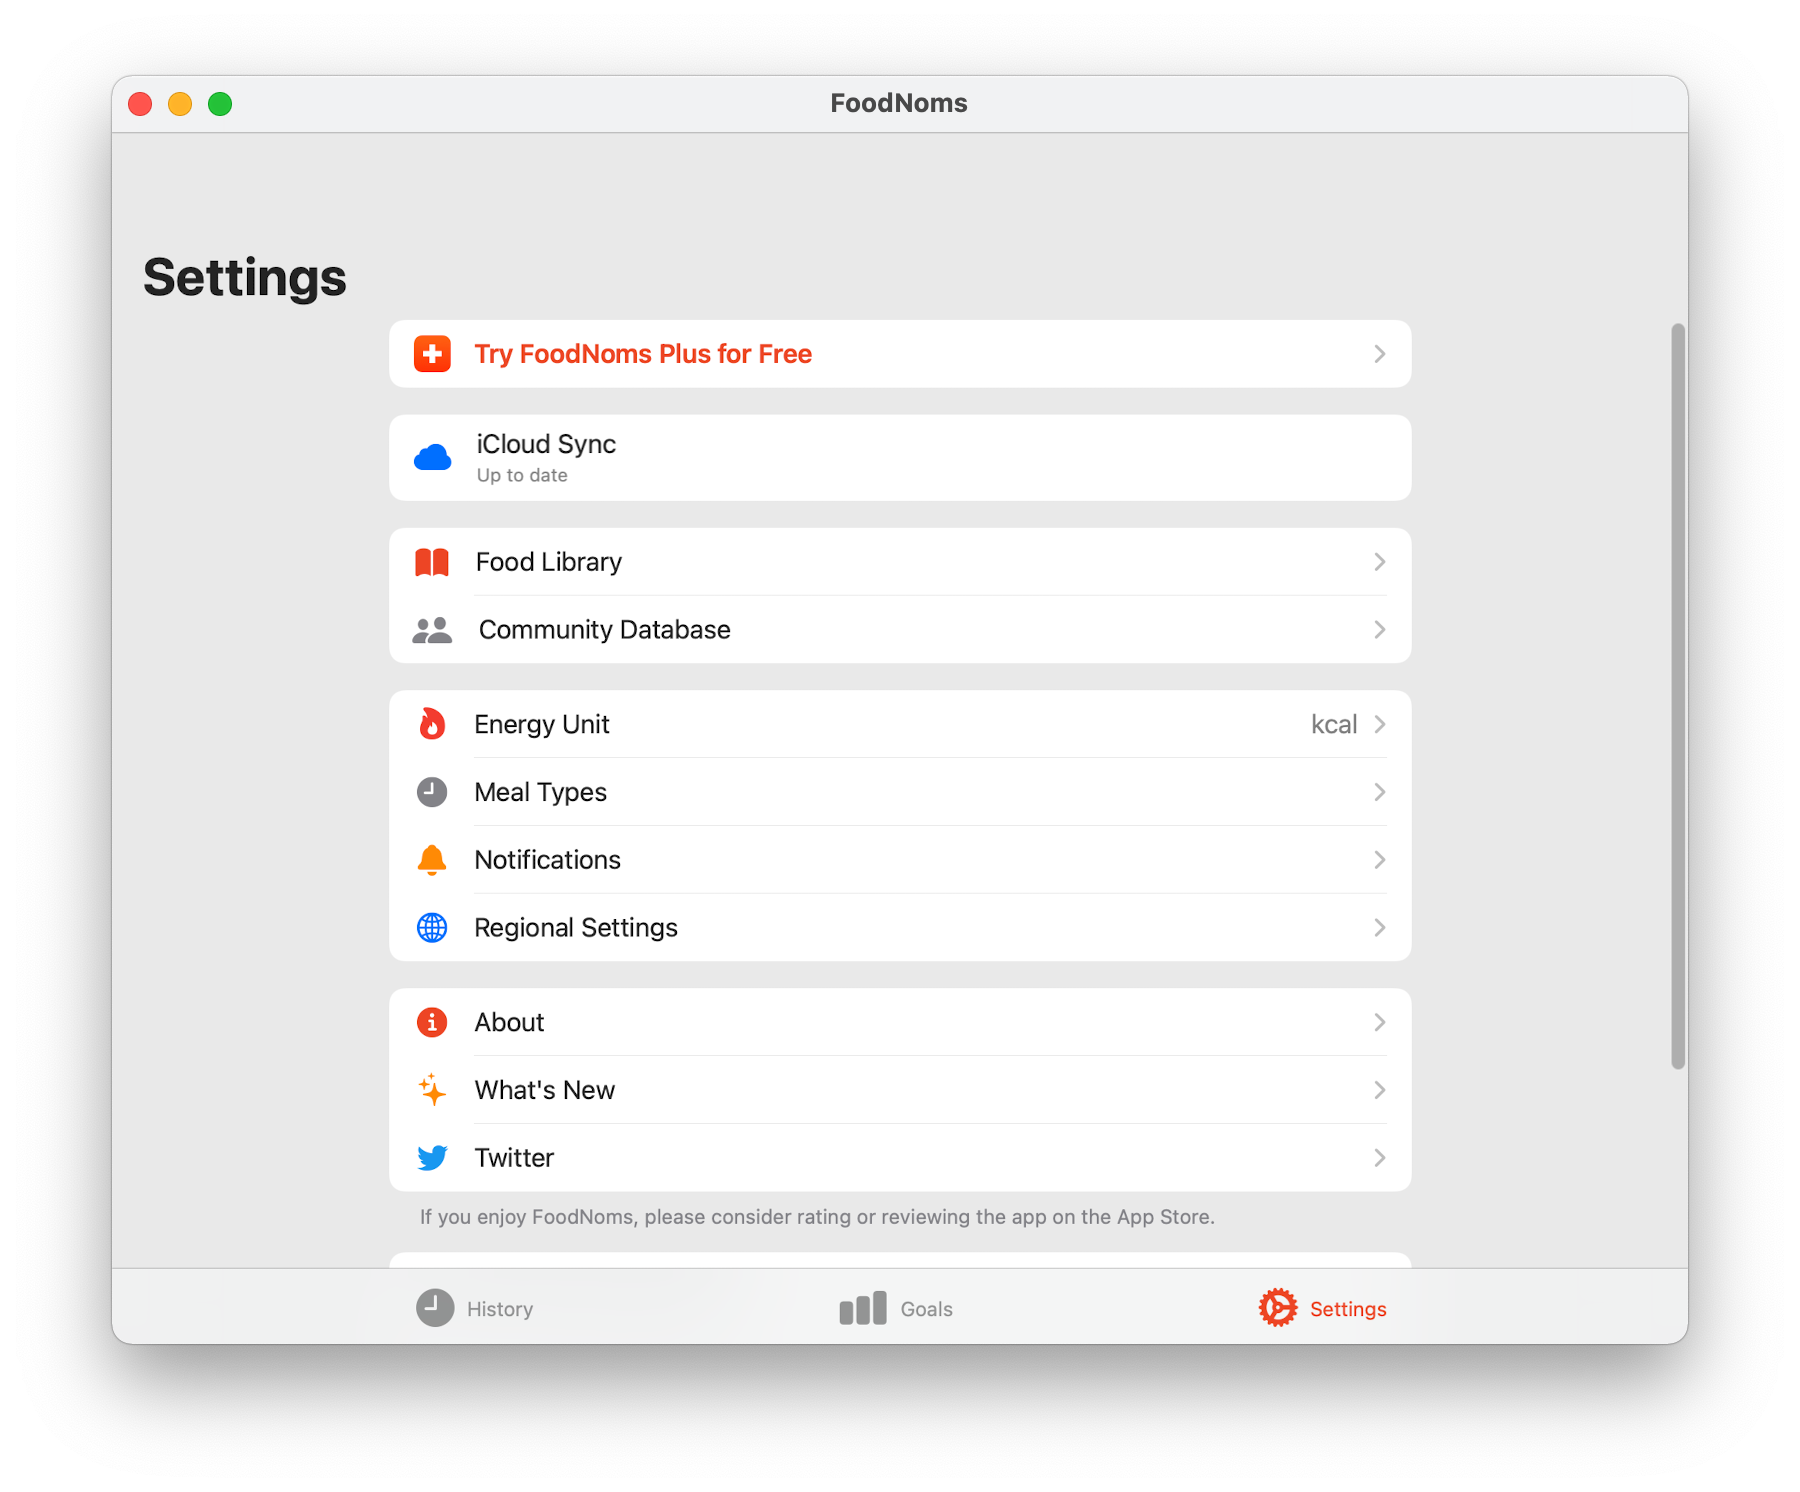 FoodNoms
Settings
Try FoodNoms Plus for Free
iCloud Sync
Up to date
Food Library
Community Database
Energy Unit kcal
Meal Types
Notifications
Regional Settings
About
What's New
Twitter
If you enjoy FoodNoms, please consider rating or reviewing the app on the App Store.
History Goals Settings